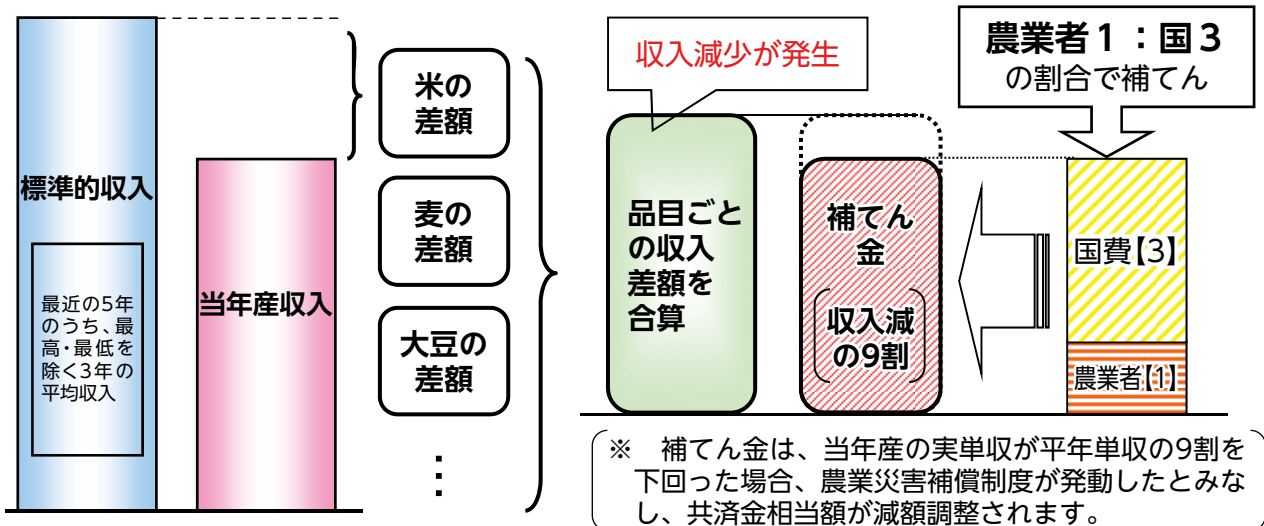 標準的収入
最近の5年
のうち、最
高・最低を
除く3年の
平均収入
当年産収入
米の
差額
麦の
差額
大豆の
差額
⋮
収入減少が発生
品目ごと
の収入
差額を
合算
補てん
金
収入減
の9割
農業者1：国3
の割合で補てん
国費【3】
農業者【1】
※　補てん金は、当年産の実単収が平年単収の9割を
下回った場合、農業災害補償制度が発動したとみな
し、共済金相当額が減額調整されます。